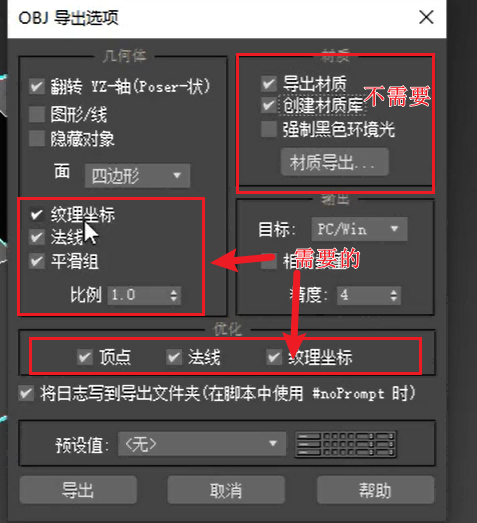 OBJ 导出选项
几何体
翻转 YZ-轴(Poser-状)
图形/线
隐藏对象
面 四边形
纹理坐标
法线
平滑组
比例 1.0
材质
导出材质
创建材质库
不需要
强制黑色环境光
材质导出...
输出
目标: PC/Win
需要的
精度: 4
优化
顶点 法线 纹理坐标
将日志写到导出文件夹(在脚本中使用 #noPrompt 时)
预设值: <无>
导出 取消 帮助